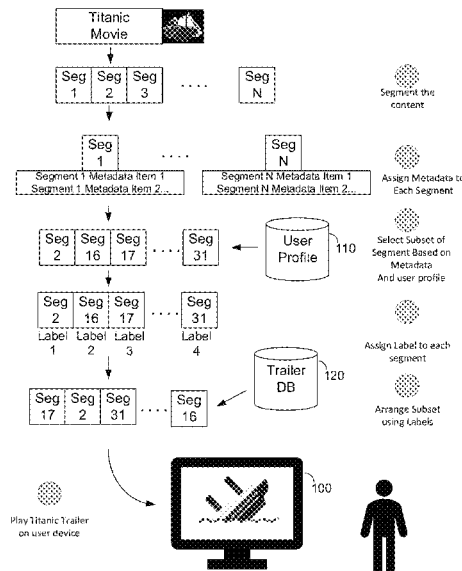 Titanic
Movie
Seg Seg Seg Seg
1 2 3 N
Segment the
content
Seg Seg
1 N
Segment 1 Metadata Item 1
Segment 1 Metadata Item 2...
Segment N Metadata Item 1
Segment N Metadata Item 2...
Assign Metadata to
Each Segment
Seg Seg Seg Seg
2 16 17 31
User
Profile
110
Select Subset of
Segment Based on
Metadata
And user profile
Seg Seg Seg Seg
2 16 17 31
Label Label Label Label
1 2 3 4
Assign Label to each
segment
Seg Seg Seg Seg
17 2 31 16
Trailer
DB
120
Arrange Subset
using Labels
100
Play Titanic Trailer
on user device